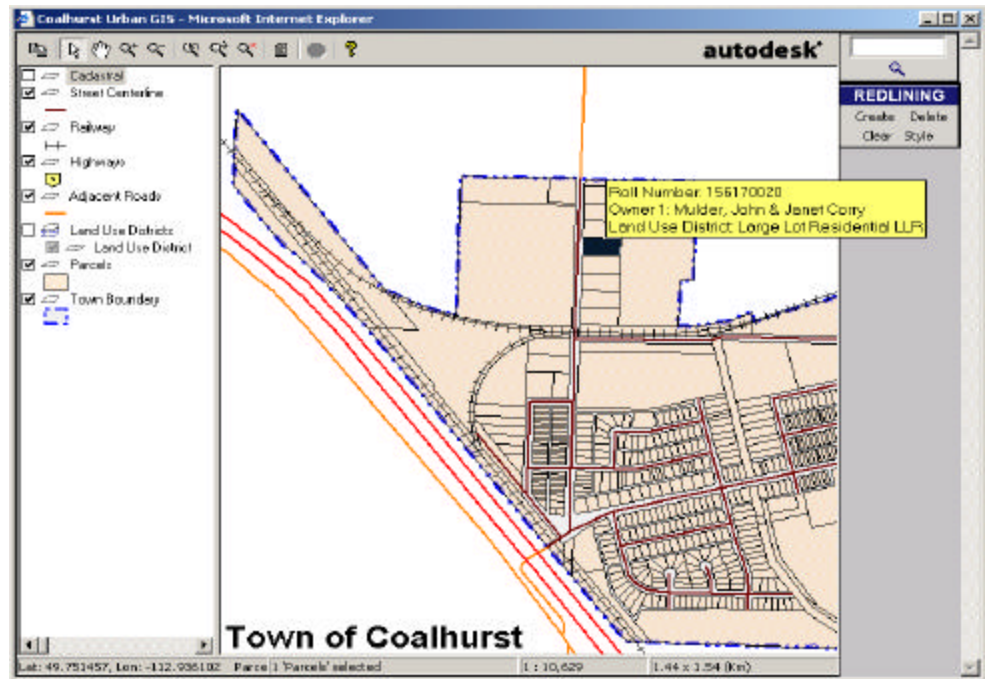 Coalhurst Urban GIS - Microsoft Internet Explorer
autodesk
Cadastral
Street Centerline
Railway
Highways
Adjacent Roads
Land Use Districts
Land Use District
Parcels
Town Boundary
Roll Number: 156170020
Owner 1: Mulder, John & Janet Corry
Land Use District: Large Lot Residential LLR
REDLINING
Create Delete
Clear Style
Town of Coalhurst
Lat: 49.751457, Lon: -112.936102 Parce 1 'Parcels' selected 1 : 10,629 1.44 x 1.54 (Km)